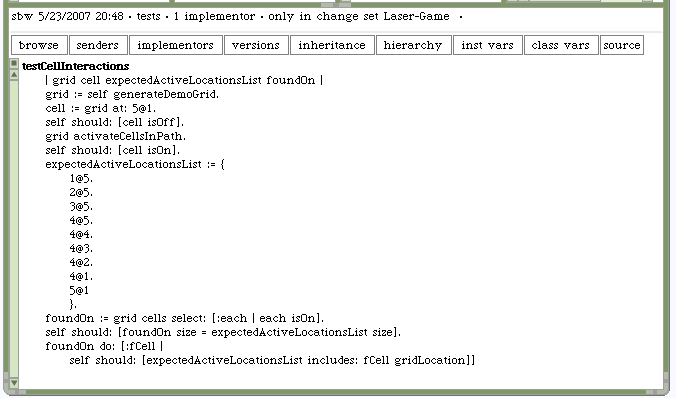 sbw 5/23/2007 20:48 · tests · 1 implementor · only in change set Laser-Game ·
browse senders implementors versions inheritance hierarchy inst vars class vars source
testCellInteractions
| grid cell expectedActiveLocationsList foundOn |
grid := self generateDemoGrid.
cell := grid at: 5@1.
self should: [cell isOff].
grid activateCellsInPath.
self should: [cell isOn].
expectedActiveLocationsList := {
1@5.
2@5.
3@5.
4@5.
4@4.
4@3.
4@2.
4@1.
5@1
}.
foundOn := grid cells select: [:each | each isOn].
self should: [foundOn size = expectedActiveLocationsList size].
foundOn do: [:fCell |
self should: [expectedActiveLocationsList includes: fCell gridLocation]]